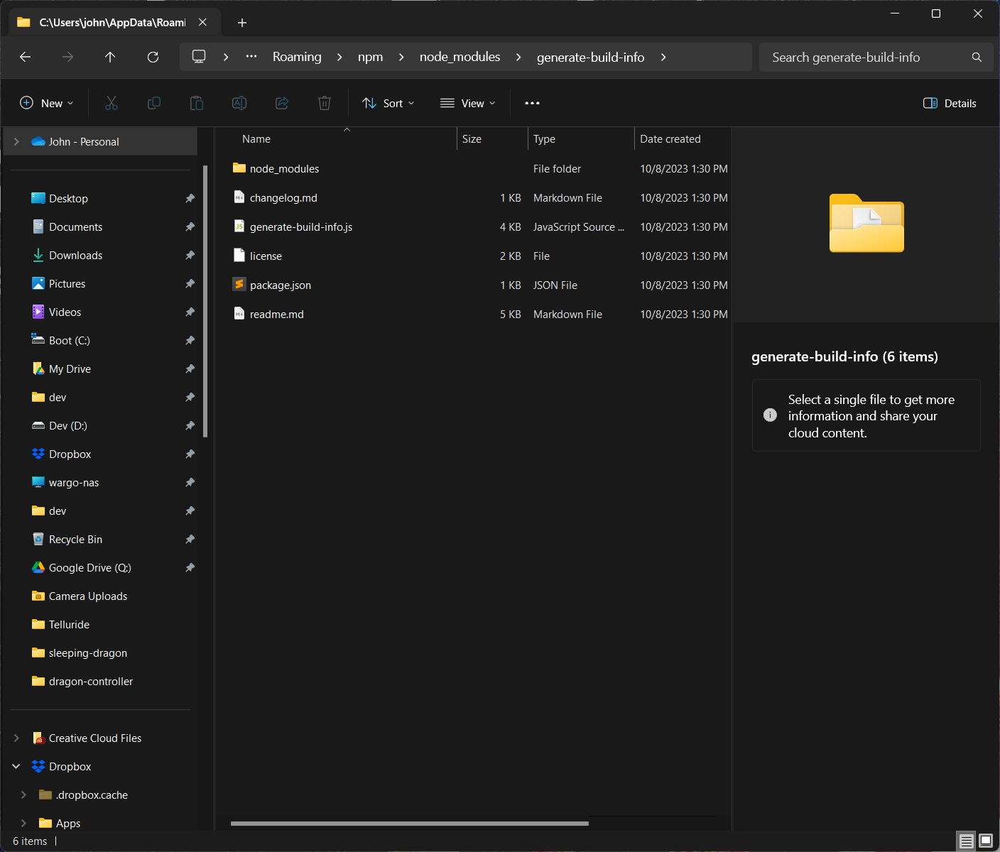 C:\Users\john\AppData\Roami
Roaming
npm
node_modules
generate-build-info
Search generate-build-info
New
Sort
View
Details
John - Personal
Desktop
Documents
Downloads
Pictures
Videos
Boot (C:)
My Drive
dev
Dev (D:)
Dropbox
wargo-nas
dev
Recycle Bin
Google Drive (Q:)
Camera Uploads
Telluride
sleeping-dragon
dragon-controller
Creative Cloud Files
Dropbox
.dropbox.cache
Apps
Name Size Type Date created
node_modules File folder 10/8/2023 1:30 PM
changelog.md 1 KB Markdown File 10/8/2023 1:30 PM
generate-build-info.js 4 KB JavaScript Source ... 10/8/2023 1:30 PM
license 2 KB File 10/8/2023 1:30 PM
package.json 1 KB JSON File 10/8/2023 1:30 PM
readme.md 5 KB Markdown File 10/8/2023 1:30 PM
generate-build-info (6 items)
Select a single file to get more
information and share your
cloud content.
6 items